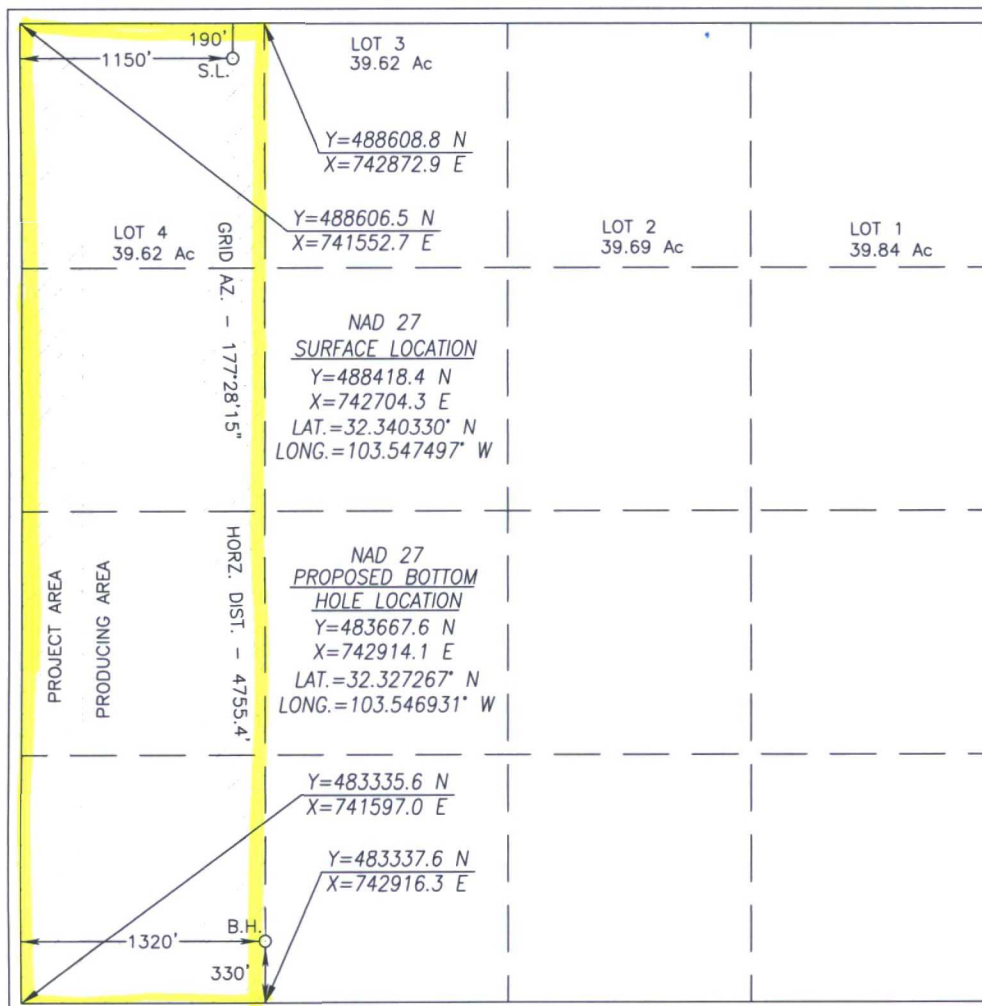 190'
1150'
S.L.
LOT 3
39.62 Ac
Y=488608.8 N
X=742872.9 E
Y=488606.5 N
X=741552.7 E
LOT 4
39.62 Ac
LOT 2
39.69 Ac
LOT 1
39.84 Ac
GRID AZ. - 177°28'15"
HORZ. DIST. - 4755.4'
NAD 27
SURFACE LOCATION
Y=488418.4 N
X=742704.3 E
LAT.=32.340330° N
LONG.=103.547497° W
PROJECT AREA
PRODUCING AREA
NAD 27
PROPOSED BOTTOM
HOLE LOCATION
Y=483667.6 N
X=742914.1 E
LAT.=32.327267° N
LONG.=103.546931° W
Y=483335.6 N
X=741597.0 E
Y=483337.6 N
X=742916.3 E
B.H.
1320'
330'